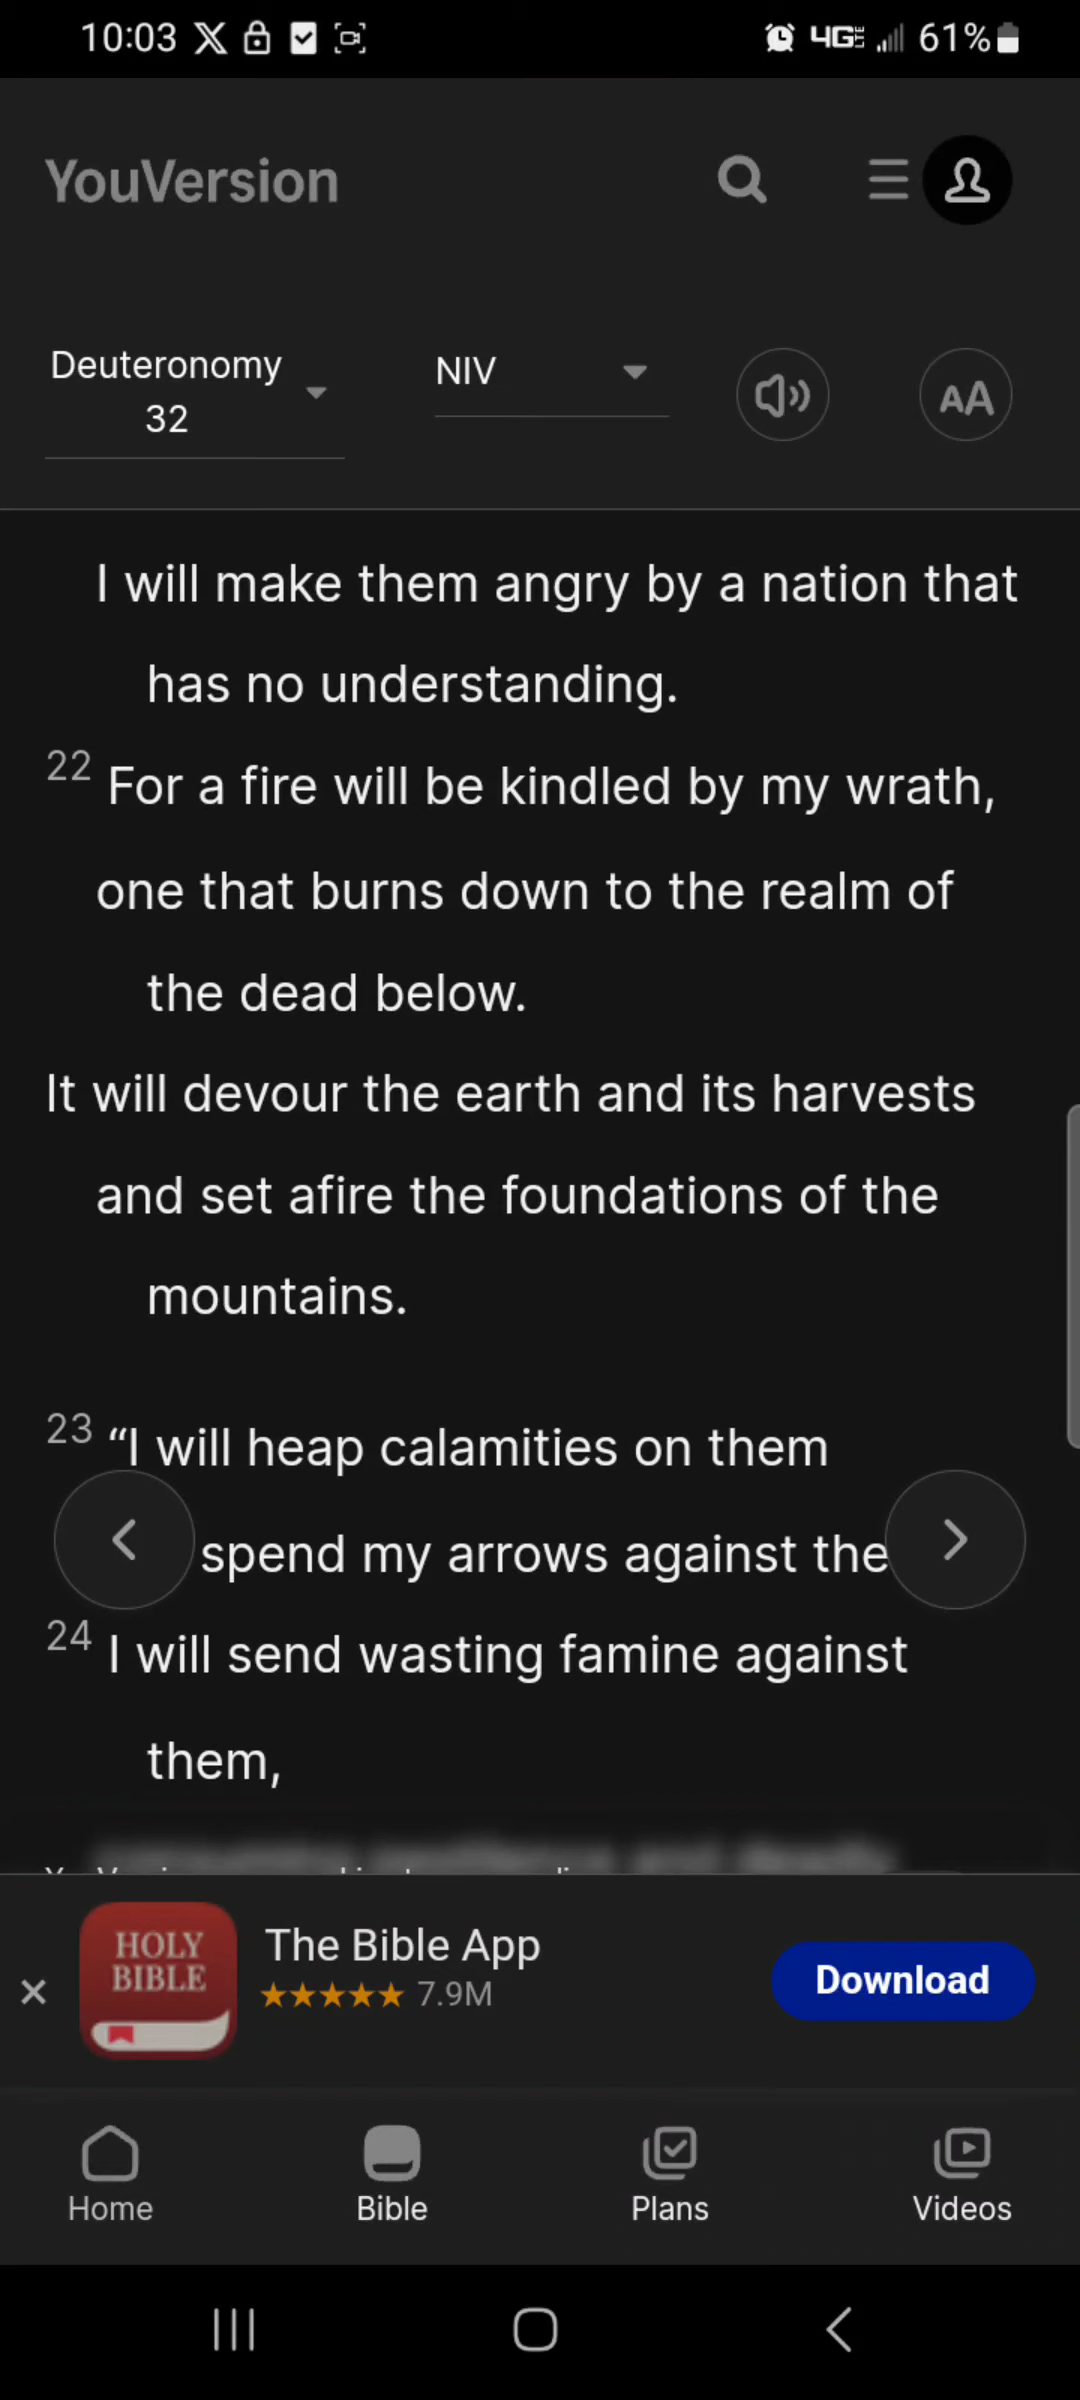 10:03 4GE 61%
YouVersion
Deuteronomy
32
NIV
AA
I will make them angry by a nation that
has no understanding.
22 For a fire will be kindled by my wrath,
one that burns down to the realm of
the dead below.
It will devour the earth and its harvests
and set afire the foundations of the
mountains.
23 “I will heap calamities on them
spend my arrows against the
24 I will send wasting famine against
them,
HOLY
BIBLE
The Bible App
★★★★★ 7.9M
Download
Home
Bible
Plans
Videos